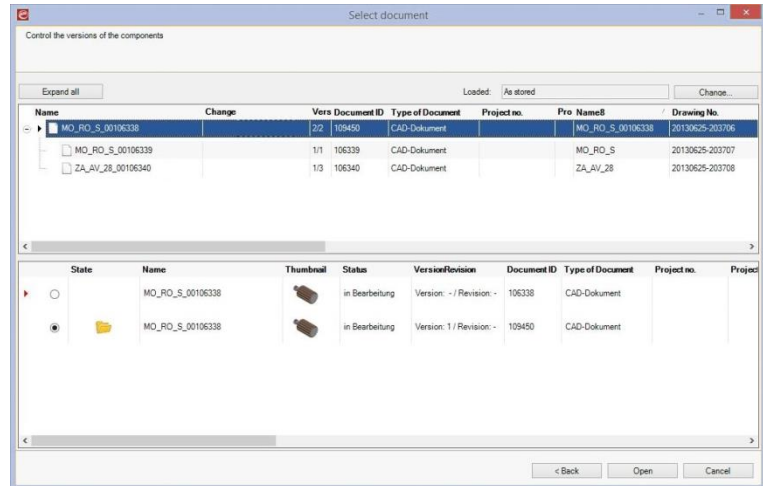 Select document
Control the versions of the components
Expand all Loaded: As stored Change...
Name Change Vers Document ID Type of Document Project no. Pro Name8 Drawing No.
MO_RO_S_00106338 2/2 109450 CAD-Dokument MO_RO_S_00106338 20130625-203706
MO_RO_S_00106339 1/1 106339 CAD-Dokument MO_RO_S 20130625-203707
ZA_AV_28_00106340 1/3 106340 CAD-Dokument ZA_AV_28 20130625-203708
State Name Thumbnail Status VersionRevision Document ID Type of Document Project no. Project
MO_RO_S_00106338 in Bearbeitung Version: - / Revision: - 106338 CAD-Dokument
MO_RO_S_00106338 in Bearbeitung Version: 1 / Revision: - 109450 CAD-Dokument
< Back Open Cancel